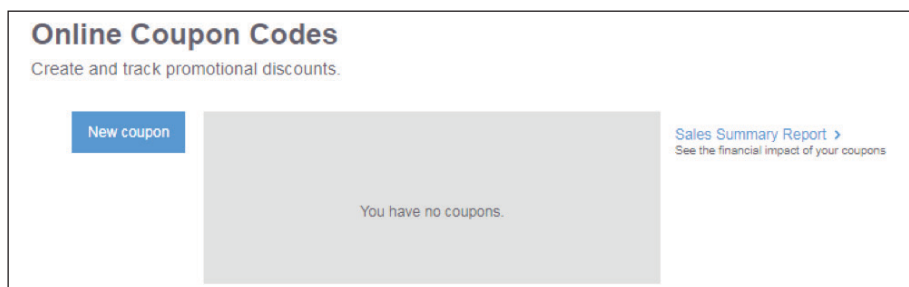 Online Coupon Codes
Create and track promotional discounts.
New coupon
Sales Summary Report >
See the financial impact of your coupons
You have no coupons.